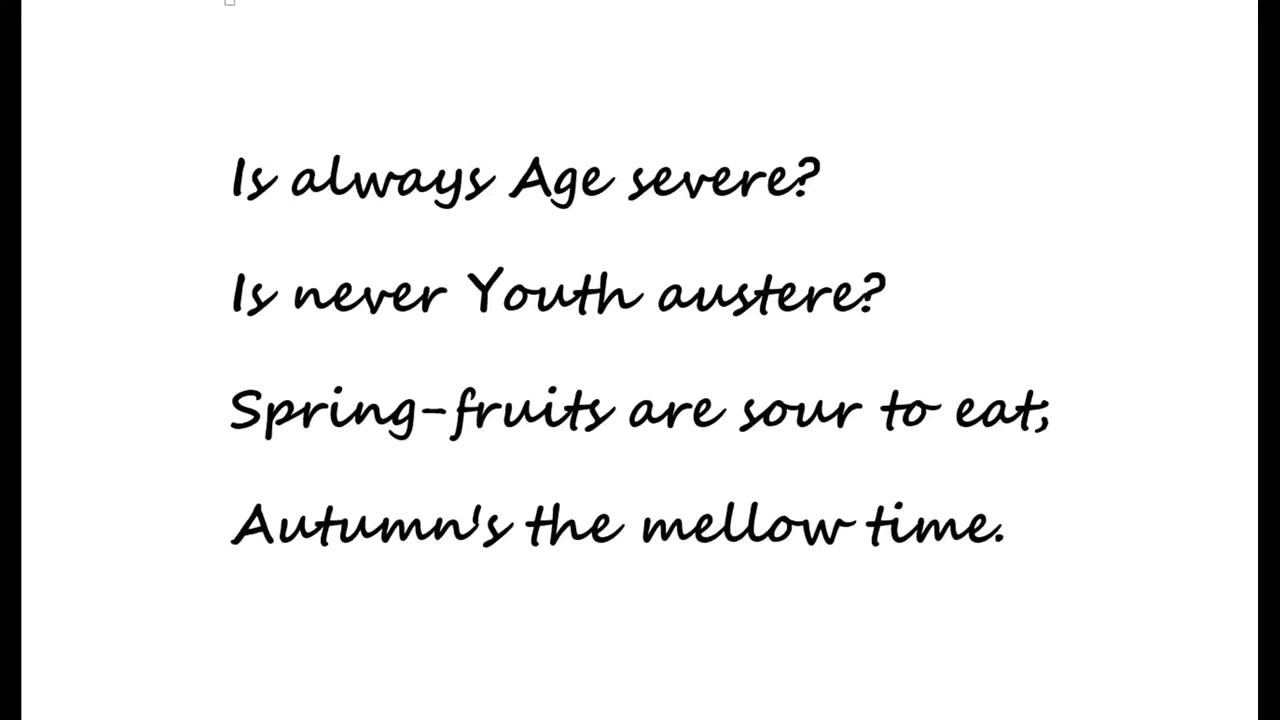 Is always Age severe?
Is never Youth austere?
Spring-fruits are sour to eat;
Autumn's the mellow time.